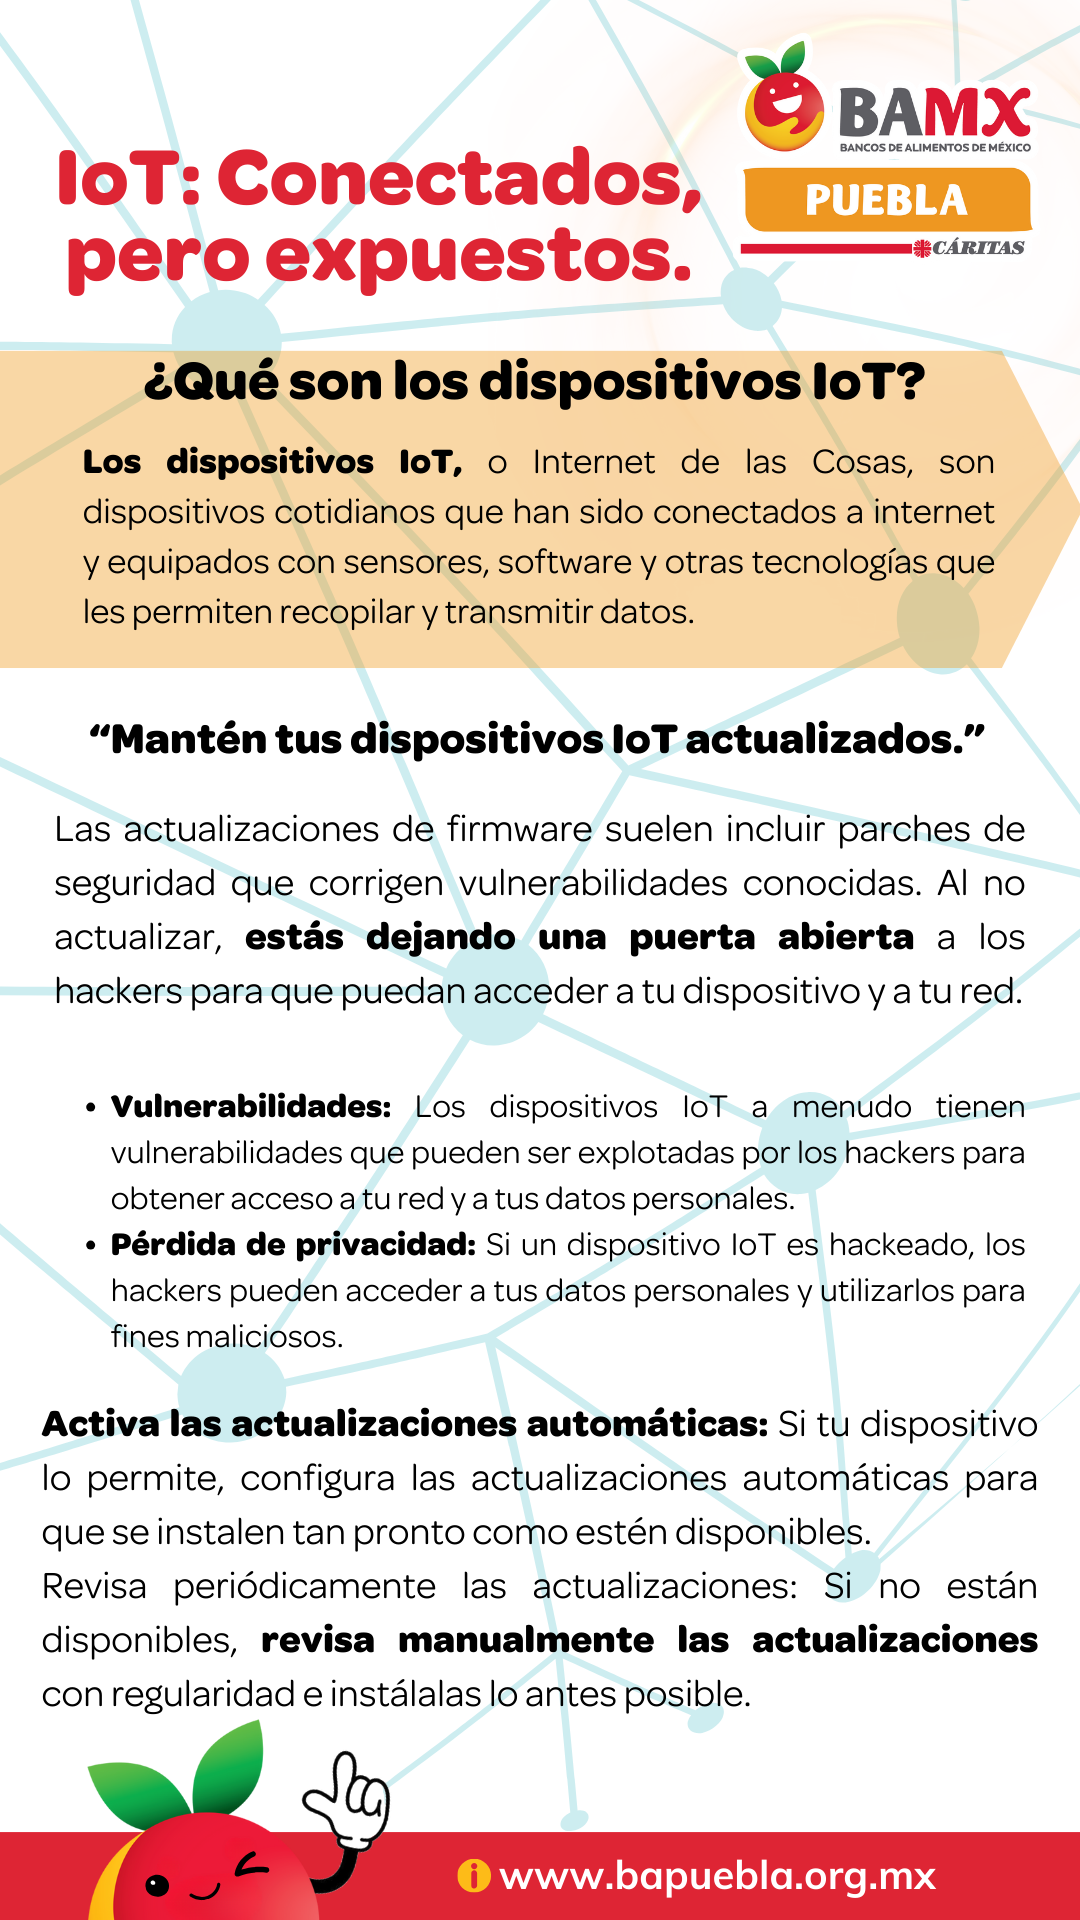 BAMX
BANCOS DE ALIMENTOS DE MÉXICO
PUEBLA
CÁRITAS
IoT: Conectados,
pero expuestos.
¿Qué son los dispositivos IoT?
Los dispositivos IoT, o Internet de las Cosas, son
dispositivos cotidianos que han sido conectados a internet
y equipados con sensores, software y otras tecnologías que
les permiten recopilar y transmitir datos.
“Mantén tus dispositivos IoT actualizados.”
Las actualizaciones de firmware suelen incluir parches de
seguridad que corrigen vulnerabilidades conocidas. Al no
actualizar, estás dejando una puerta abierta a los
hackers para que puedan acceder a tu dispositivo y a tu red.
• Vulnerabilidades: Los dispositivos IoT a menudo tienen
vulnerabilidades que pueden ser explotadas por los hackers para
obtener acceso a tu red y a tus datos personales.
• Pérdida de privacidad: Si un dispositivo IoT es hackeado, los
hackers pueden acceder a tus datos personales y utilizarlos para
fines maliciosos.
Activa las actualizaciones automáticas: Si tu dispositivo
lo permite, configura las actualizaciones automáticas para
que se instalen tan pronto como estén disponibles.
Revisa periódicamente las actualizaciones: Si no están
disponibles, revisa manualmente las actualizaciones
con regularidad e instálalas lo antes posible.
i www.bapuebla.org.mx